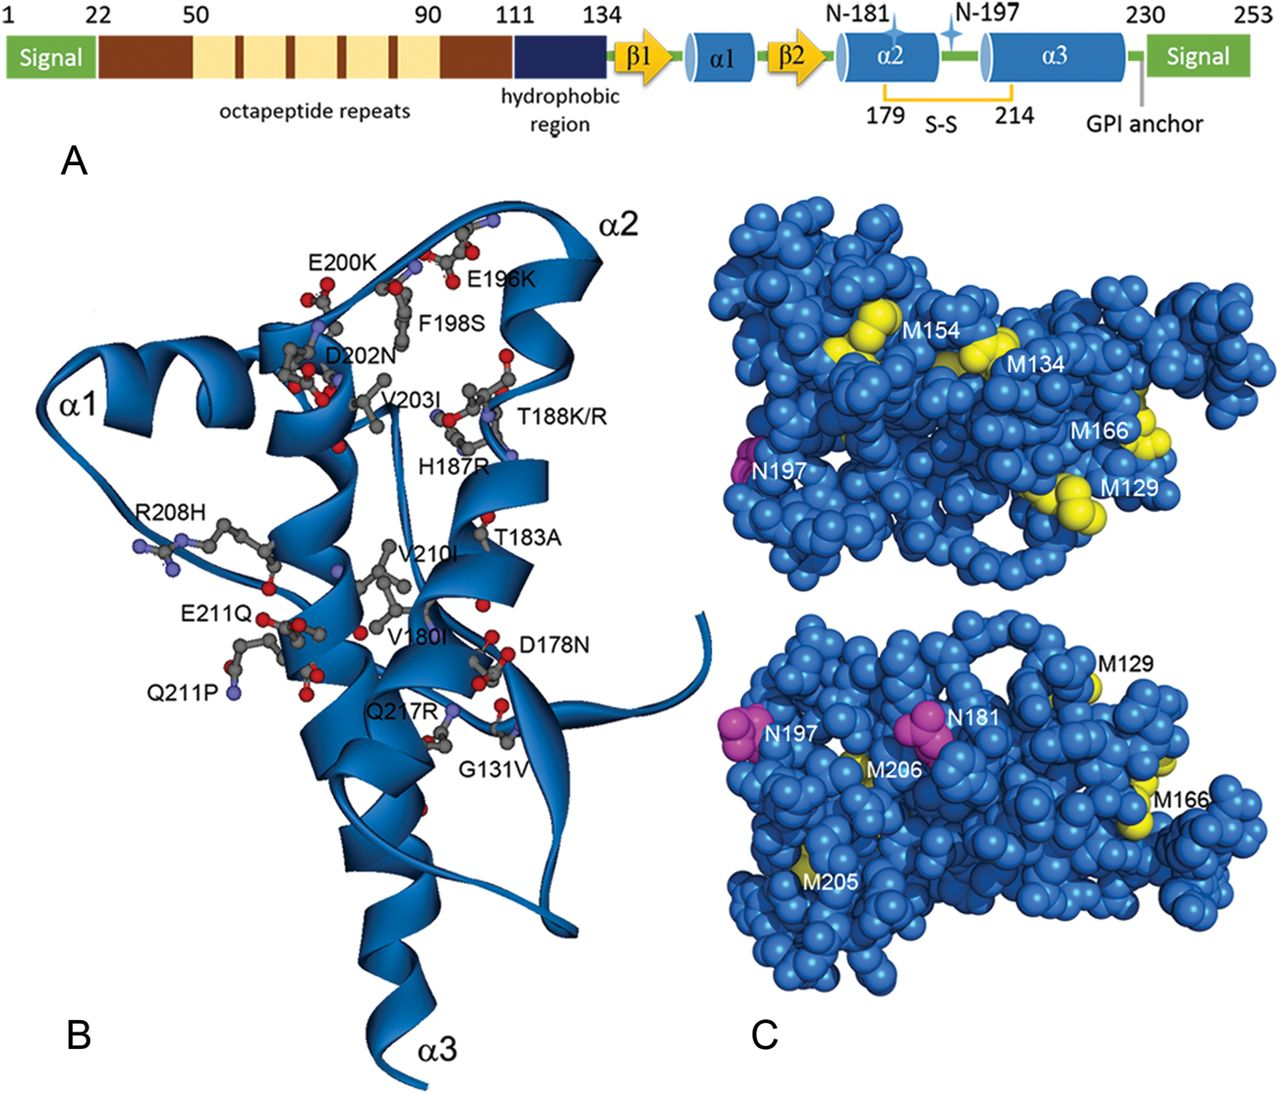 1 22 50 90 111 134 N-181 N-197 230 253
Signal β1 α1 β2 α2 α3 Signal
octapeptide repeats
hydrophobic
region
179 S-S 214 GPI anchor
A
α2
E200K
E196K
F198S
D202N
α1
V203I
T188K/R
H187R
R208H
T183A
V210I
E211Q
V180I
D178N
Q211P
Q217R
G131V
B
α3
M154
M134
M166
N197
M129
M129
N181
N197
M206
M166
M205
C